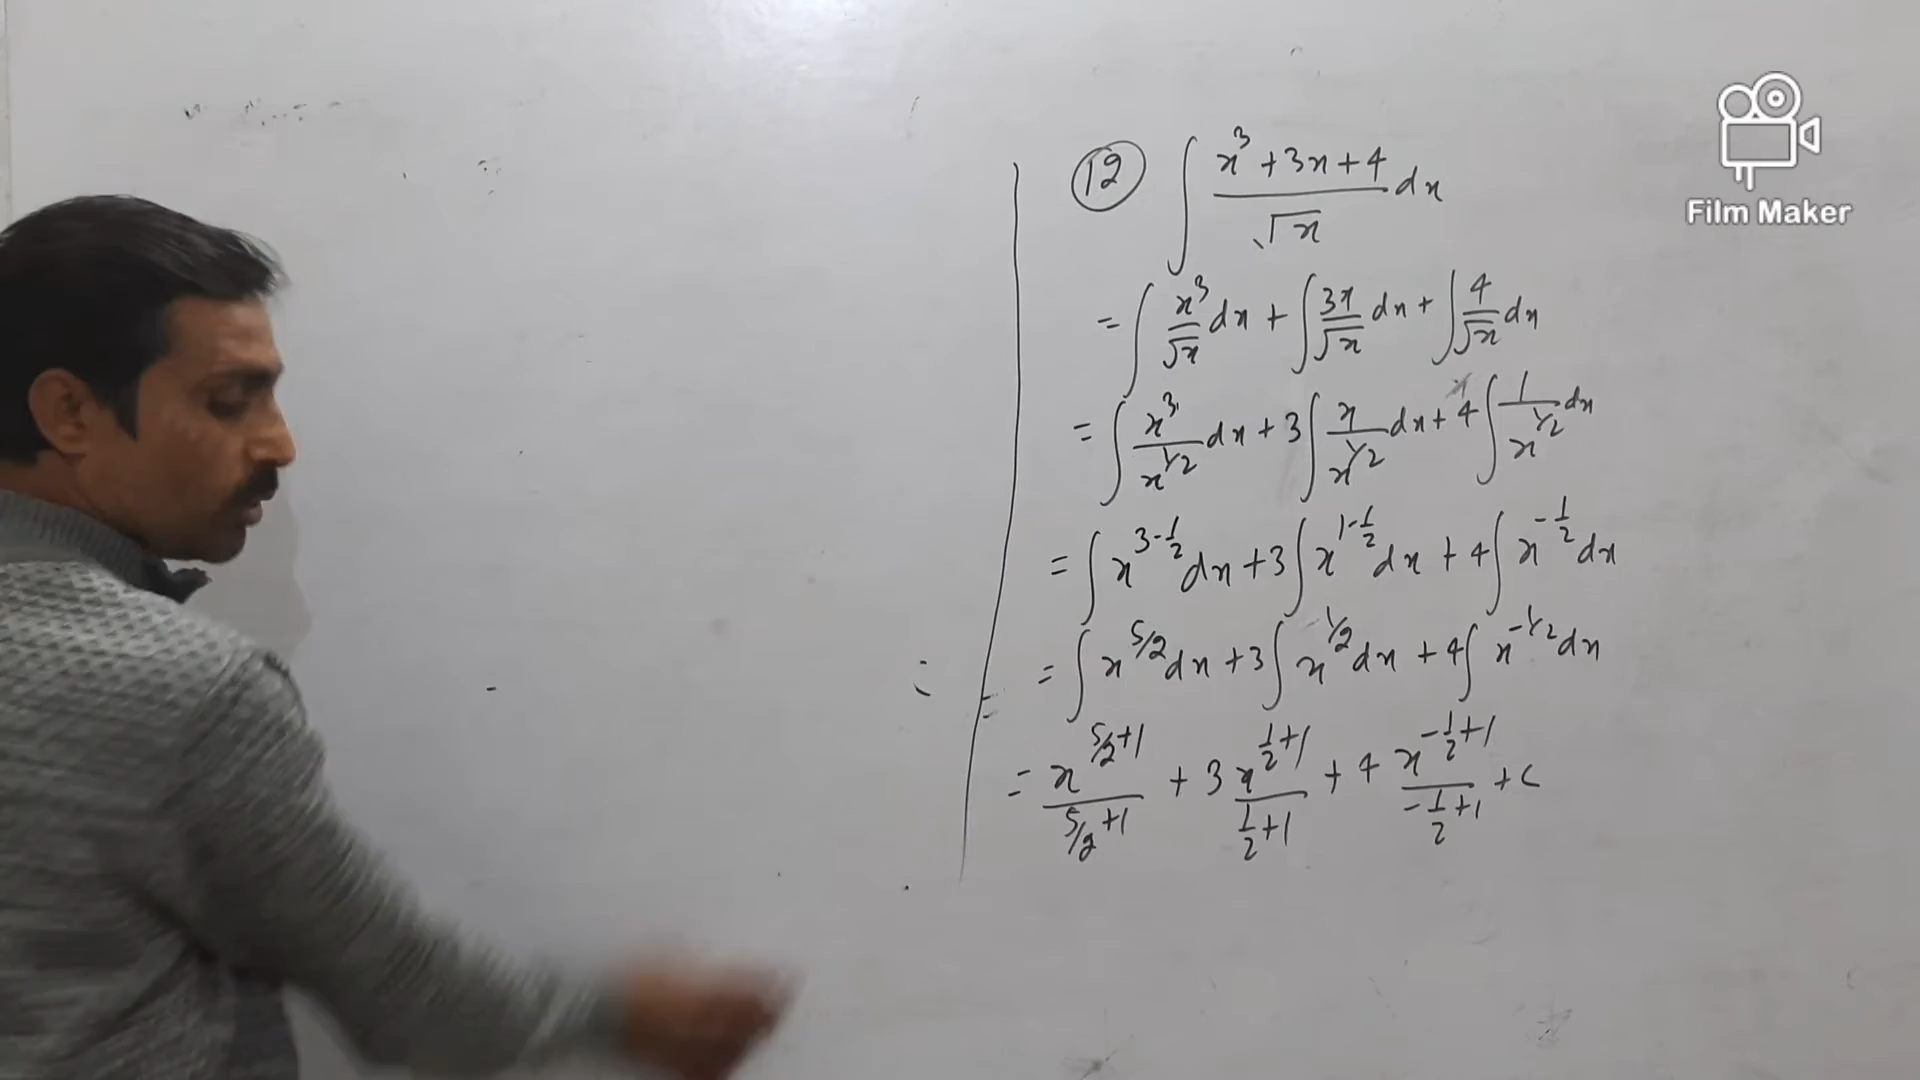 Film Maker
(12) ∫ (x³+3x+4)/√x dx
= ∫ x³/√x dx + ∫ 3x/√x dx + ∫ 4/√x dx
= ∫ x³/x^(1/2) dx + 3∫ x/x^(1/2) dx + 4∫ 1/x^(1/2) dx
= ∫ x^(3-1/2) dx + 3∫ x^(1-1/2) dx + 4∫ x^(-1/2) dx
= ∫ x^(5/2) dx + 3∫ x^(1/2) dx + 4∫ x^(-1/2) dx
= x^(5/2+1)/(5/2+1) + 3 x^(1/2+1)/(1/2+1) + 4 x^(-1/2+1)/(-1/2+1) + c